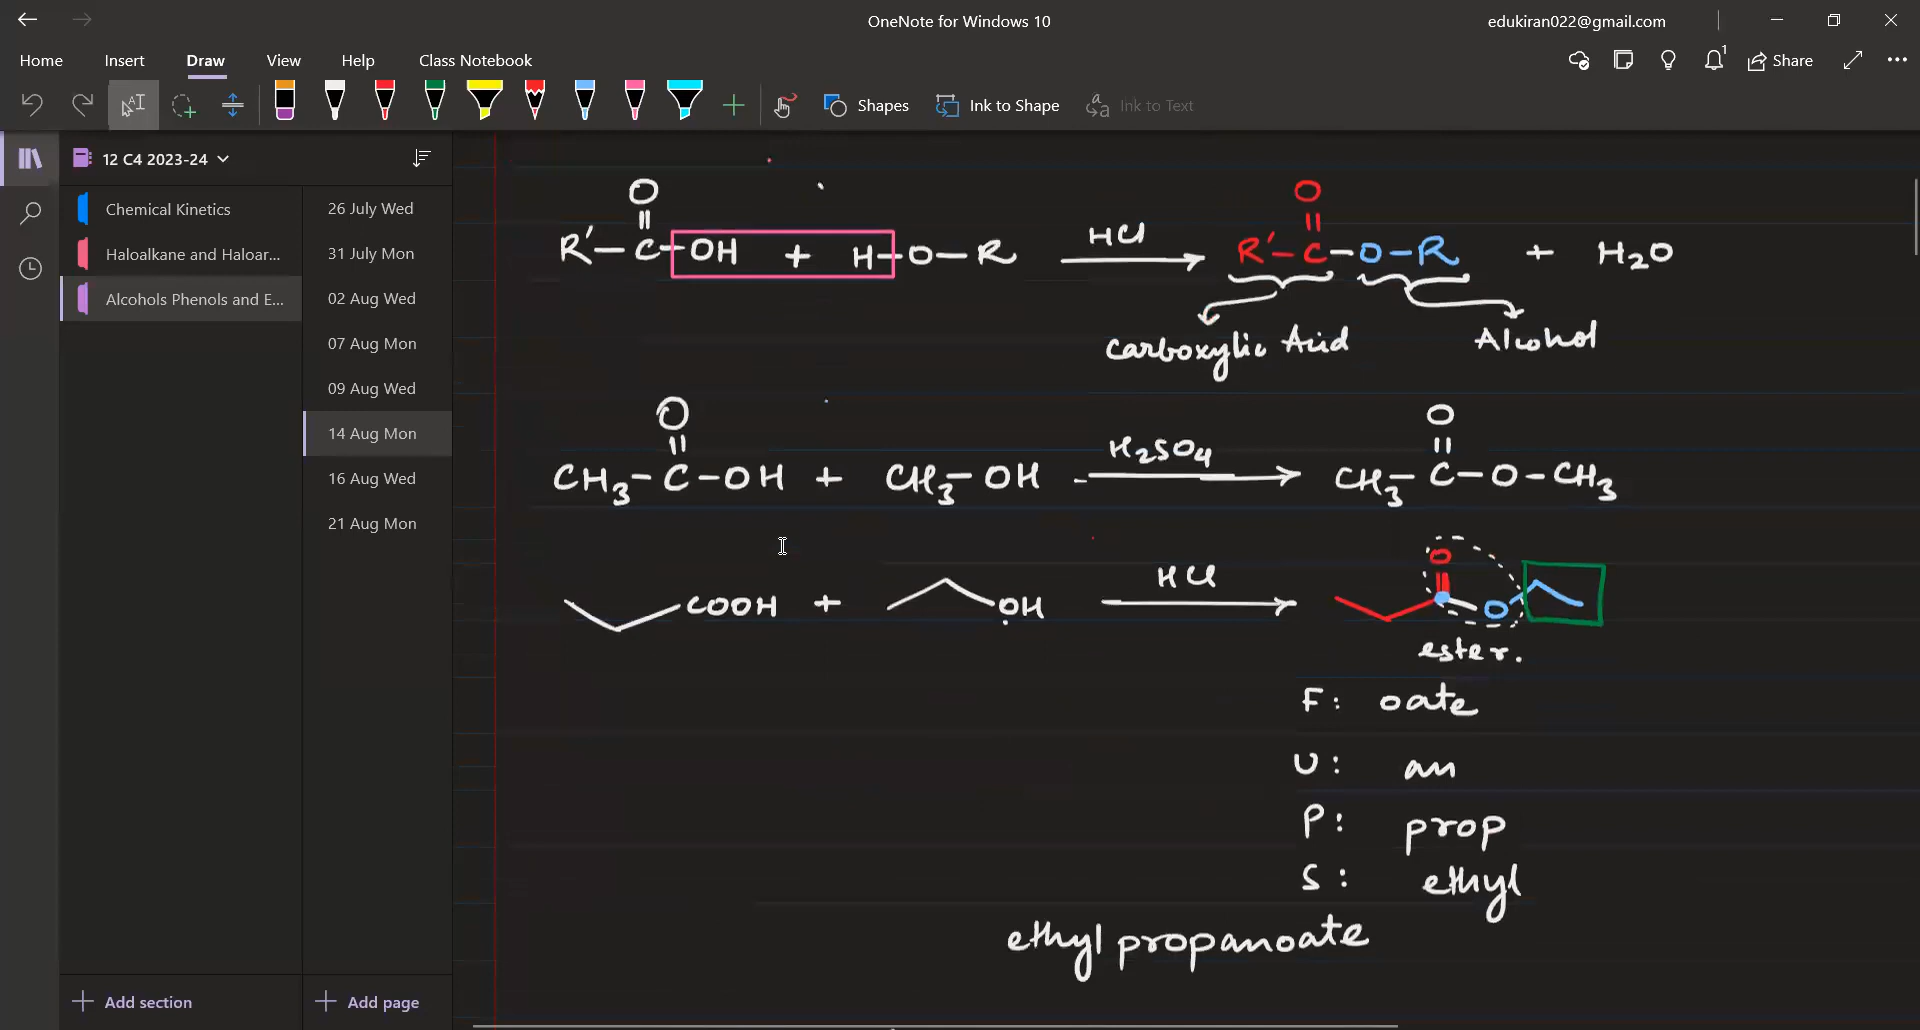 OneNote for Windows 10
edukiran022@gmail.com
Home Insert Draw View Help Class Notebook
1 Share
Shapes Ink to Shape Ink to Text
12 C4 2023-24
Chemical Kinetics
Haloalkane and Haloar...
Alcohols Phenols and E...
26 July Wed
31 July Mon
02 Aug Wed
07 Aug Mon
09 Aug Wed
14 Aug Mon
16 Aug Wed
21 Aug Mon
Add section
Add page
O O
|| ||
R'-C-OH + H-O-R HCl → R'-C-O-R + H2O
Carboxylic Acid Alcohol
O O
|| ||
CH3-C-OH + CH3-OH H2SO4 → CH3-C-O-CH3
COOH + OH HCl → O O
ester.
F: oate
U: an
P: prop
S: ethyl
ethyl propanoate